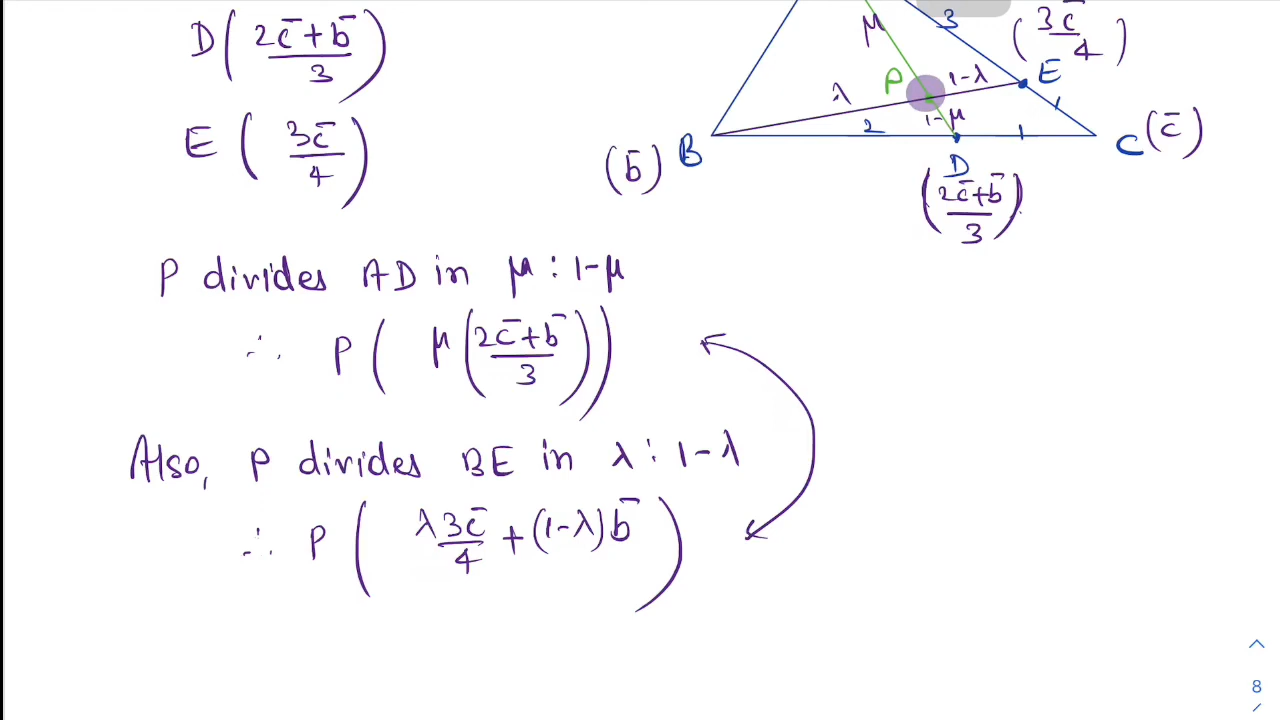 D( (2c̄+b̄)/3 )
E( 3c̄/4 )
P divides AD in μ : 1-μ
∴ P( μ( (2c̄+b̄)/3 ) )
Also, P divides BE in λ : 1-λ
∴ P( λ3c̄/4 + (1-λ)b̄ )
μ
3
( 3c̄/4 )
P
1-λ
E
λ
1
1-μ
2
1
(b̄) B
D
C (c̄)
( (2c̄+b̄)/3 )
8